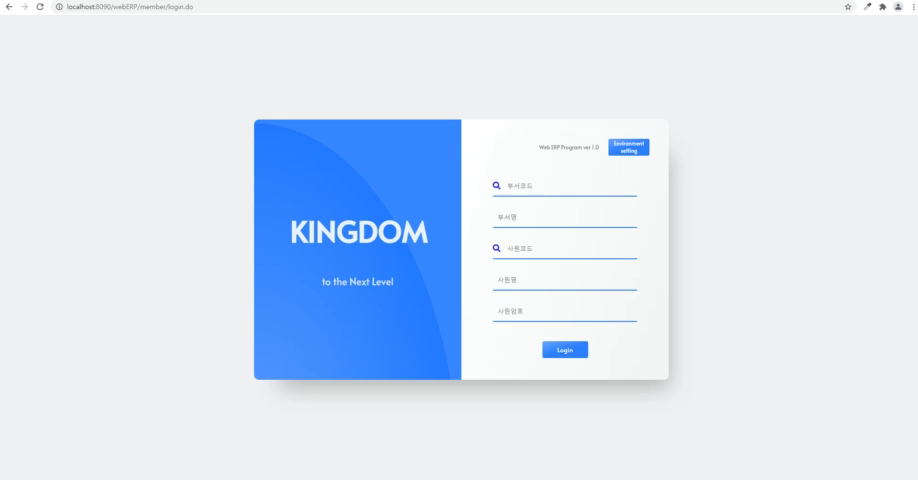 localhost:8090/webERP/member/login.do
KINGDOM
to the Next Level
Web ERP Program ver 1.0
Environment
setting
부서코드
부서명
사원코드
사원명
사원암호
Login